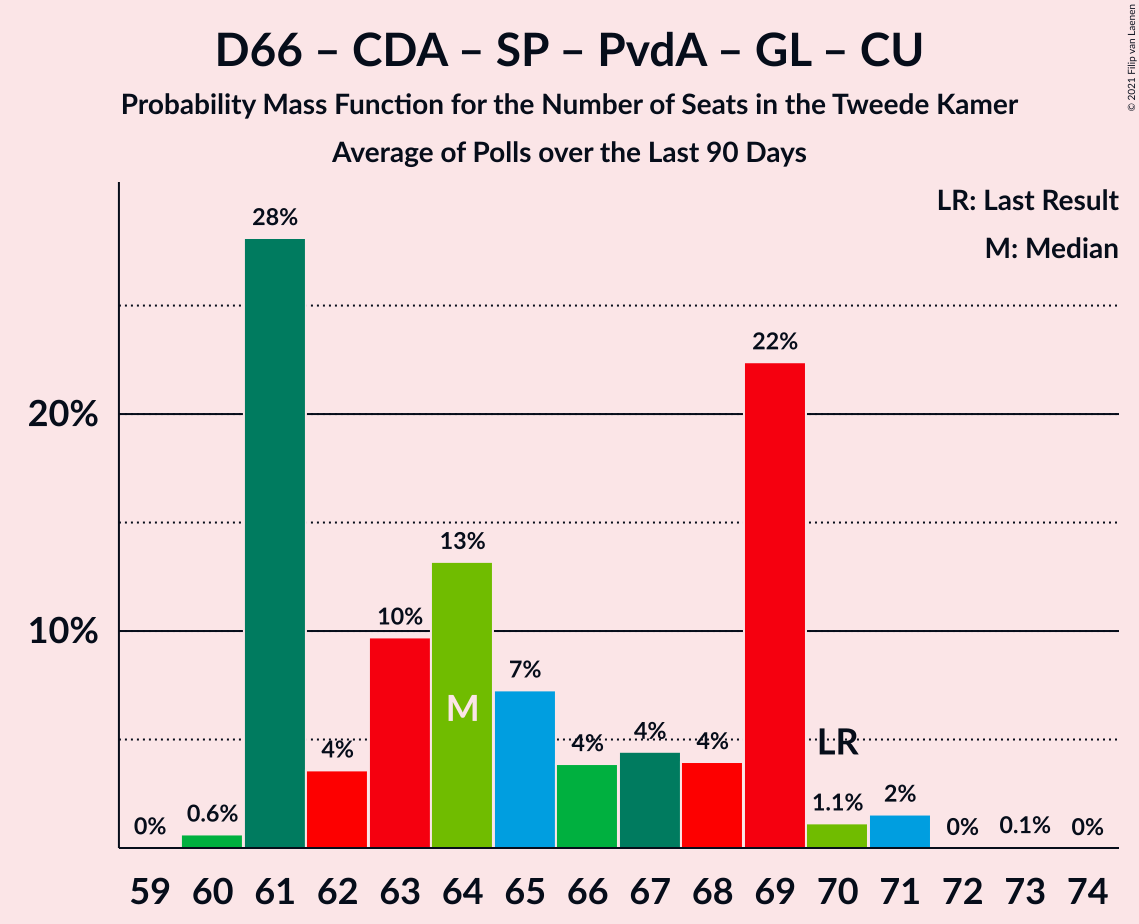 D66 – CDA – SP – PvdA – GL – CU
Probability Mass Function for the Number of Seats in the Tweede Kamer
Average of Polls over the Last 90 Days
© 2021 Filip van Laenen
LR: Last Result
M: Median
28%
22%
20%
13%
10%
10%
7%
M
4%
4%
4%
4%
LR
0%
0.6%
1.1%
2%
0%
0.1%
0%
59 60 61 62 63 64 65 66 67 68 69 70 71 72 73 74